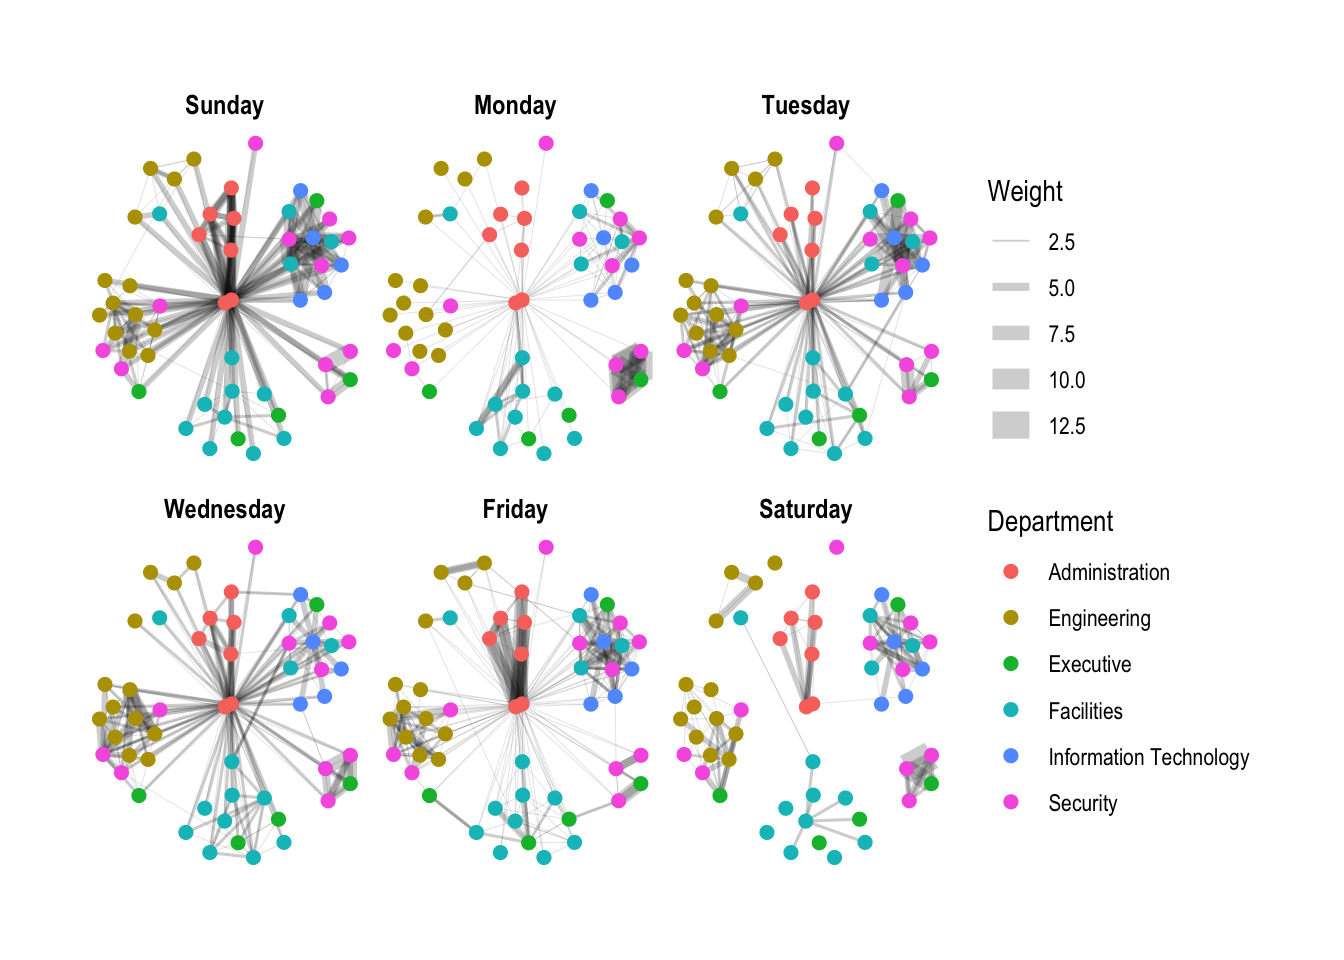 Sunday
Monday
Tuesday
Wednesday
Friday
Saturday
Weight
2.5
5.0
7.5
10.0
12.5
Department
Administration
Engineering
Executive
Facilities
Information Technology
Security